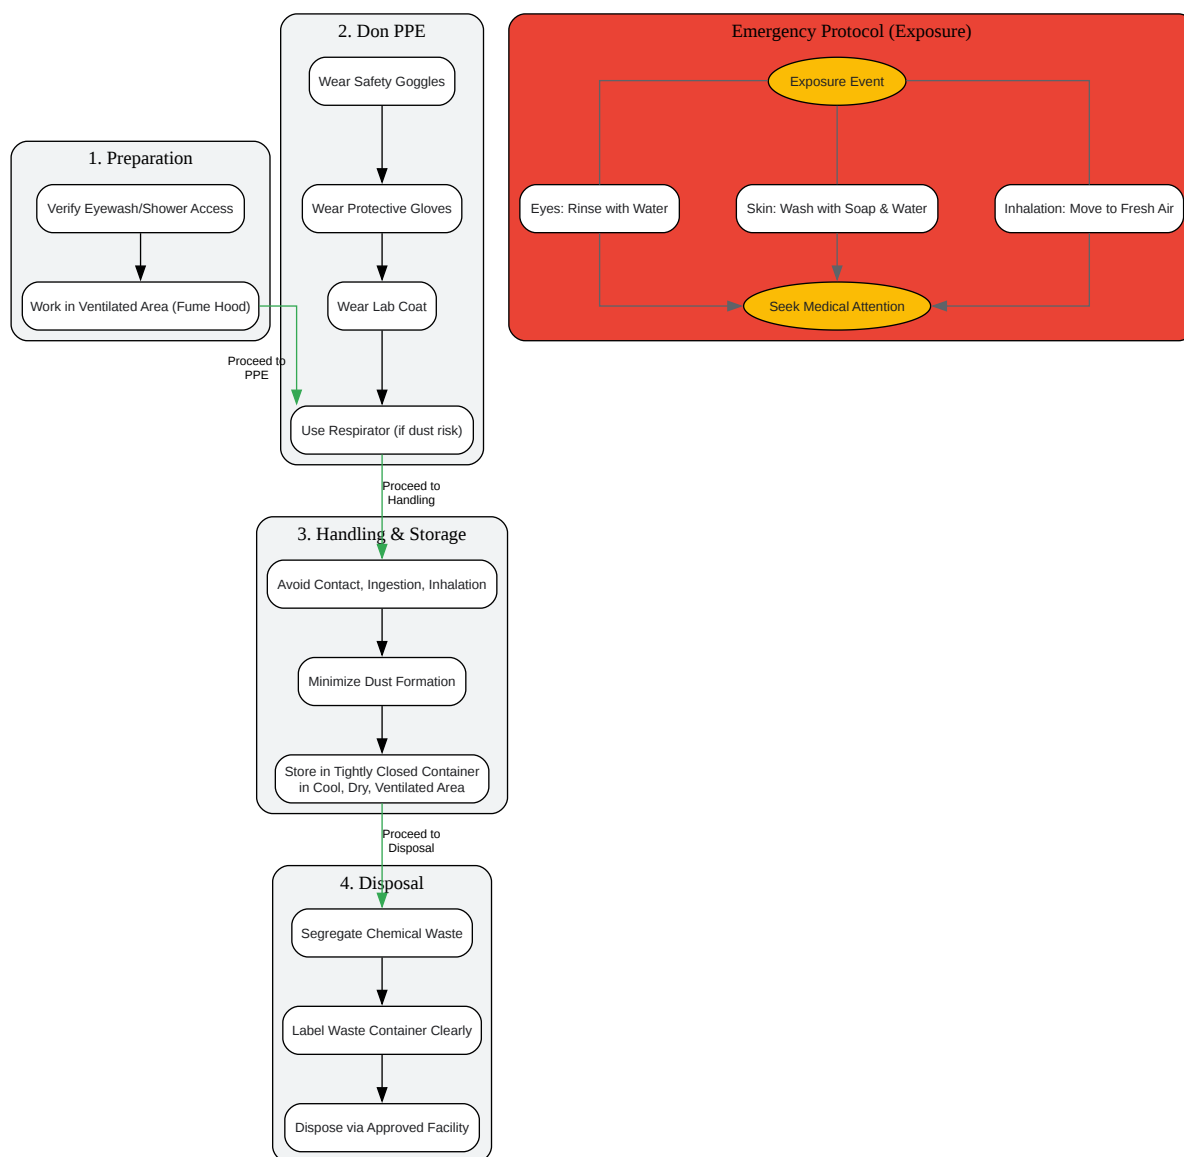 1. Preparation
Verify Eyewash/Shower Access
Work in Ventilated Area (Fume Hood)
Proceed to
PPE
2. Don PPE
Wear Safety Goggles
Wear Protective Gloves
Wear Lab Coat
Use Respirator (if dust risk)
Proceed to
Handling
3. Handling & Storage
Avoid Contact, Ingestion, Inhalation
Minimize Dust Formation
Store in Tightly Closed Container
in Cool, Dry, Ventilated Area
Proceed to
Disposal
4. Disposal
Segregate Chemical Waste
Label Waste Container Clearly
Dispose via Approved Facility
Emergency Protocol (Exposure)
Exposure Event
Eyes: Rinse with Water
Skin: Wash with Soap & Water
Inhalation: Move to Fresh Air
Seek Medical Attention